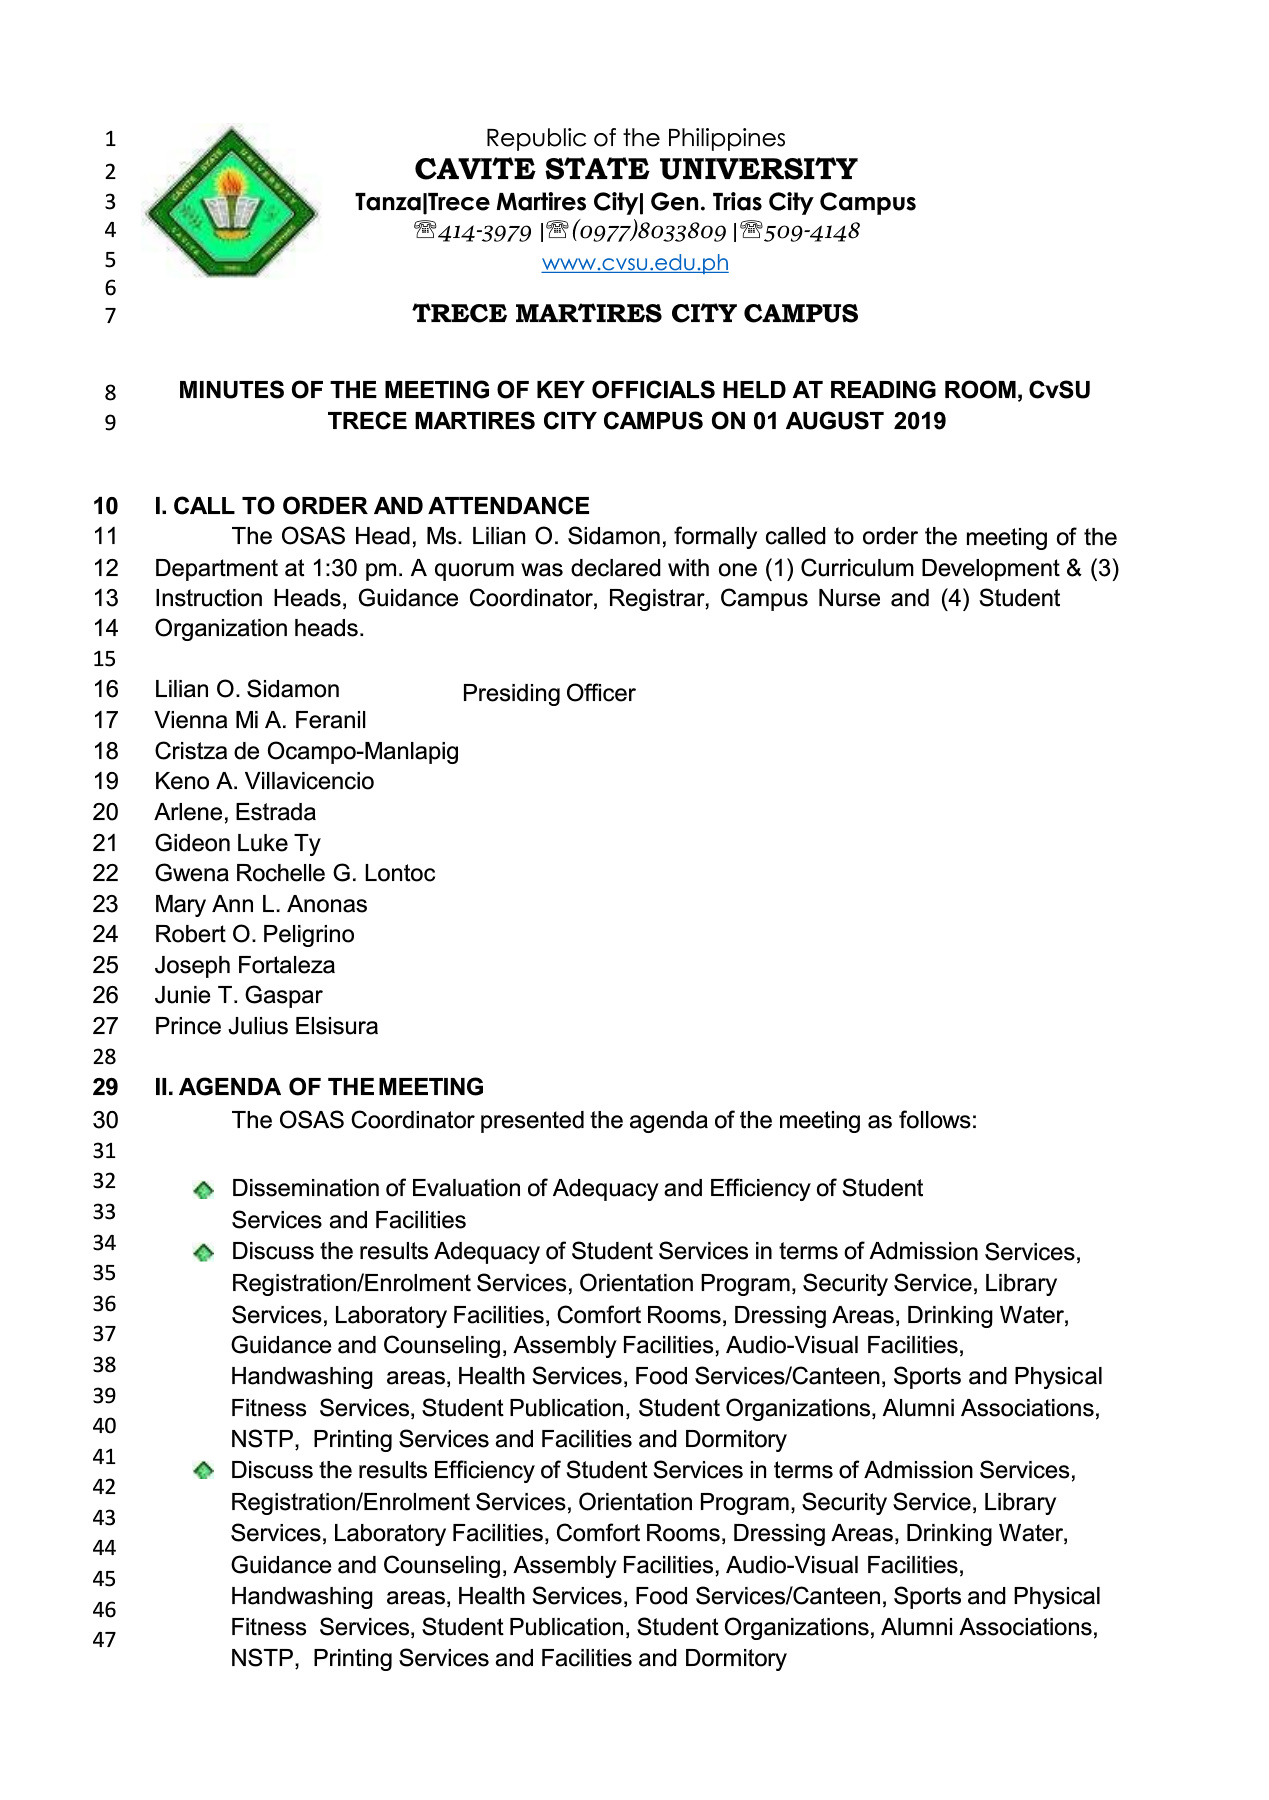 1 Republic of the Philippines
2 CAVITE STATE UNIVERSITY
3 Tanza|Trece Martires City| Gen. Trias City Campus
4 ☏414-3979 |☏(0977)8033809 |☏509-4148
5 www.cvsu.edu.ph
6
7 TRECE MARTIRES CITY CAMPUS
8 MINUTES OF THE MEETING OF KEY OFFICIALS HELD AT READING ROOM, CvSU
9 TRECE MARTIRES CITY CAMPUS ON 01 AUGUST 2019
10 I. CALL TO ORDER AND ATTENDANCE
11 The OSAS Head, Ms. Lilian O. Sidamon, formally called to order the meeting of the
12 Department at 1:30 pm. A quorum was declared with one (1) Curriculum Development & (3)
13 Instruction Heads, Guidance Coordinator, Registrar, Campus Nurse and (4) Student
14 Organization heads.
15
16 Lilian O. Sidamon Presiding Officer
17 Vienna Mi A. Feranil
18 Cristza de Ocampo-Manlapig
19 Keno A. Villavicencio
20 Arlene, Estrada
21 Gideon Luke Ty
22 Gwena Rochelle G. Lontoc
23 Mary Ann L. Anonas
24 Robert O. Peligrino
25 Joseph Fortaleza
26 Junie T. Gaspar
27 Prince Julius Elsisura
28
29 II. AGENDA OF THE MEETING
30 The OSAS Coordinator presented the agenda of the meeting as follows:
31
32 Dissemination of Evaluation of Adequacy and Efficiency of Student
33 Services and Facilities
34 Discuss the results Adequacy of Student Services in terms of Admission Services,
35 Registration/Enrolment Services, Orientation Program, Security Service, Library
36 Services, Laboratory Facilities, Comfort Rooms, Dressing Areas, Drinking Water,
37 Guidance and Counseling, Assembly Facilities, Audio-Visual Facilities,
38 Handwashing areas, Health Services, Food Services/Canteen, Sports and Physical
39 Fitness Services, Student Publication, Student Organizations, Alumni Associations,
40 NSTP, Printing Services and Facilities and Dormitory
41 Discuss the results Efficiency of Student Services in terms of Admission Services,
42 Registration/Enrolment Services, Orientation Program, Security Service, Library
43 Services, Laboratory Facilities, Comfort Rooms, Dressing Areas, Drinking Water,
44 Guidance and Counseling, Assembly Facilities, Audio-Visual Facilities,
45 Handwashing areas, Health Services, Food Services/Canteen, Sports and Physical
46 Fitness Services, Student Publication, Student Organizations, Alumni Associations,
47 NSTP, Printing Services and Facilities and Dormitory
CAVITE STATE UNIVERSITY